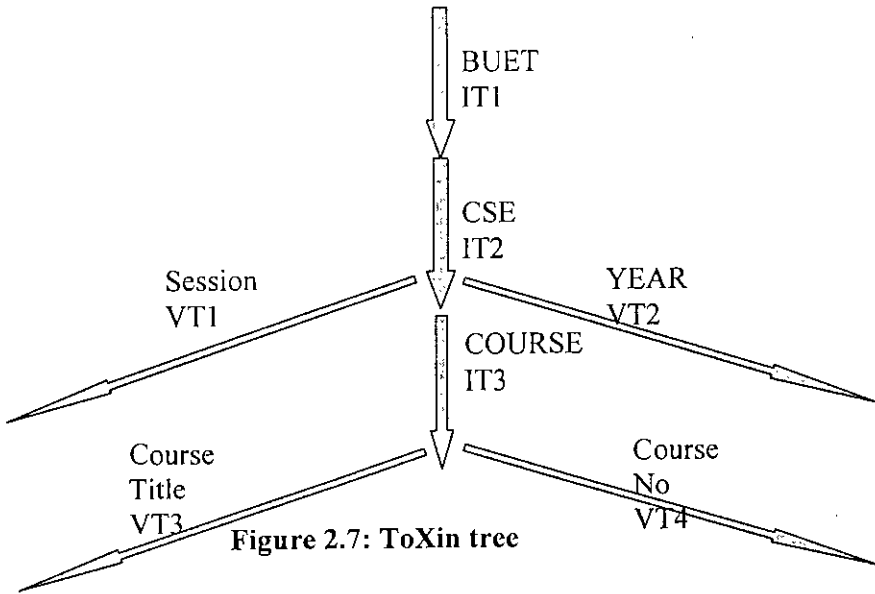 BUET
IT1
CSE
IT2
Session
VT1
YEAR
VT2
COURSE
IT3
Course
Title
VT3
Course
No
VT4
Figure 2.7: ToXin tree